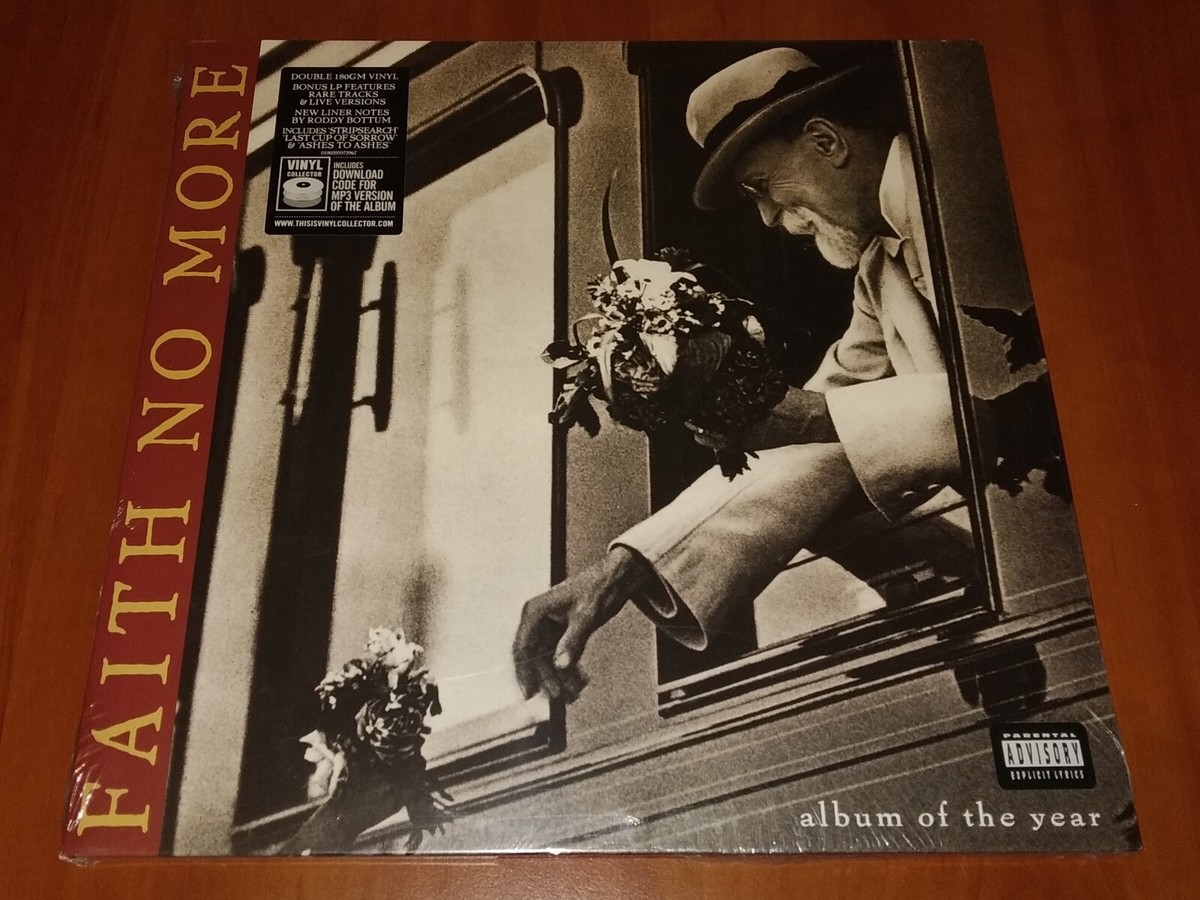 FAITH NO MORE
DOUBLE 180GM VINYL
BONUS LP FEATURES
RARE TRACKS
& LIVE VERSIONS
NEW LINER NOTES
BY RODDY BOTTUM
INCLUDES 'STRIPSEARCH'
'LAST CUP OF SORROW'
& 'ASHES TO ASHES'
VINYL
COLLECTOR
INCLUDES
DOWNLOAD
CODE FOR
MP3 VERSION
OF THE ALBUM
WWW.THISISVINYLCOLLECTOR.COM
PARENTAL
ADVISORY
EXPLICIT LYRICS
album of the year